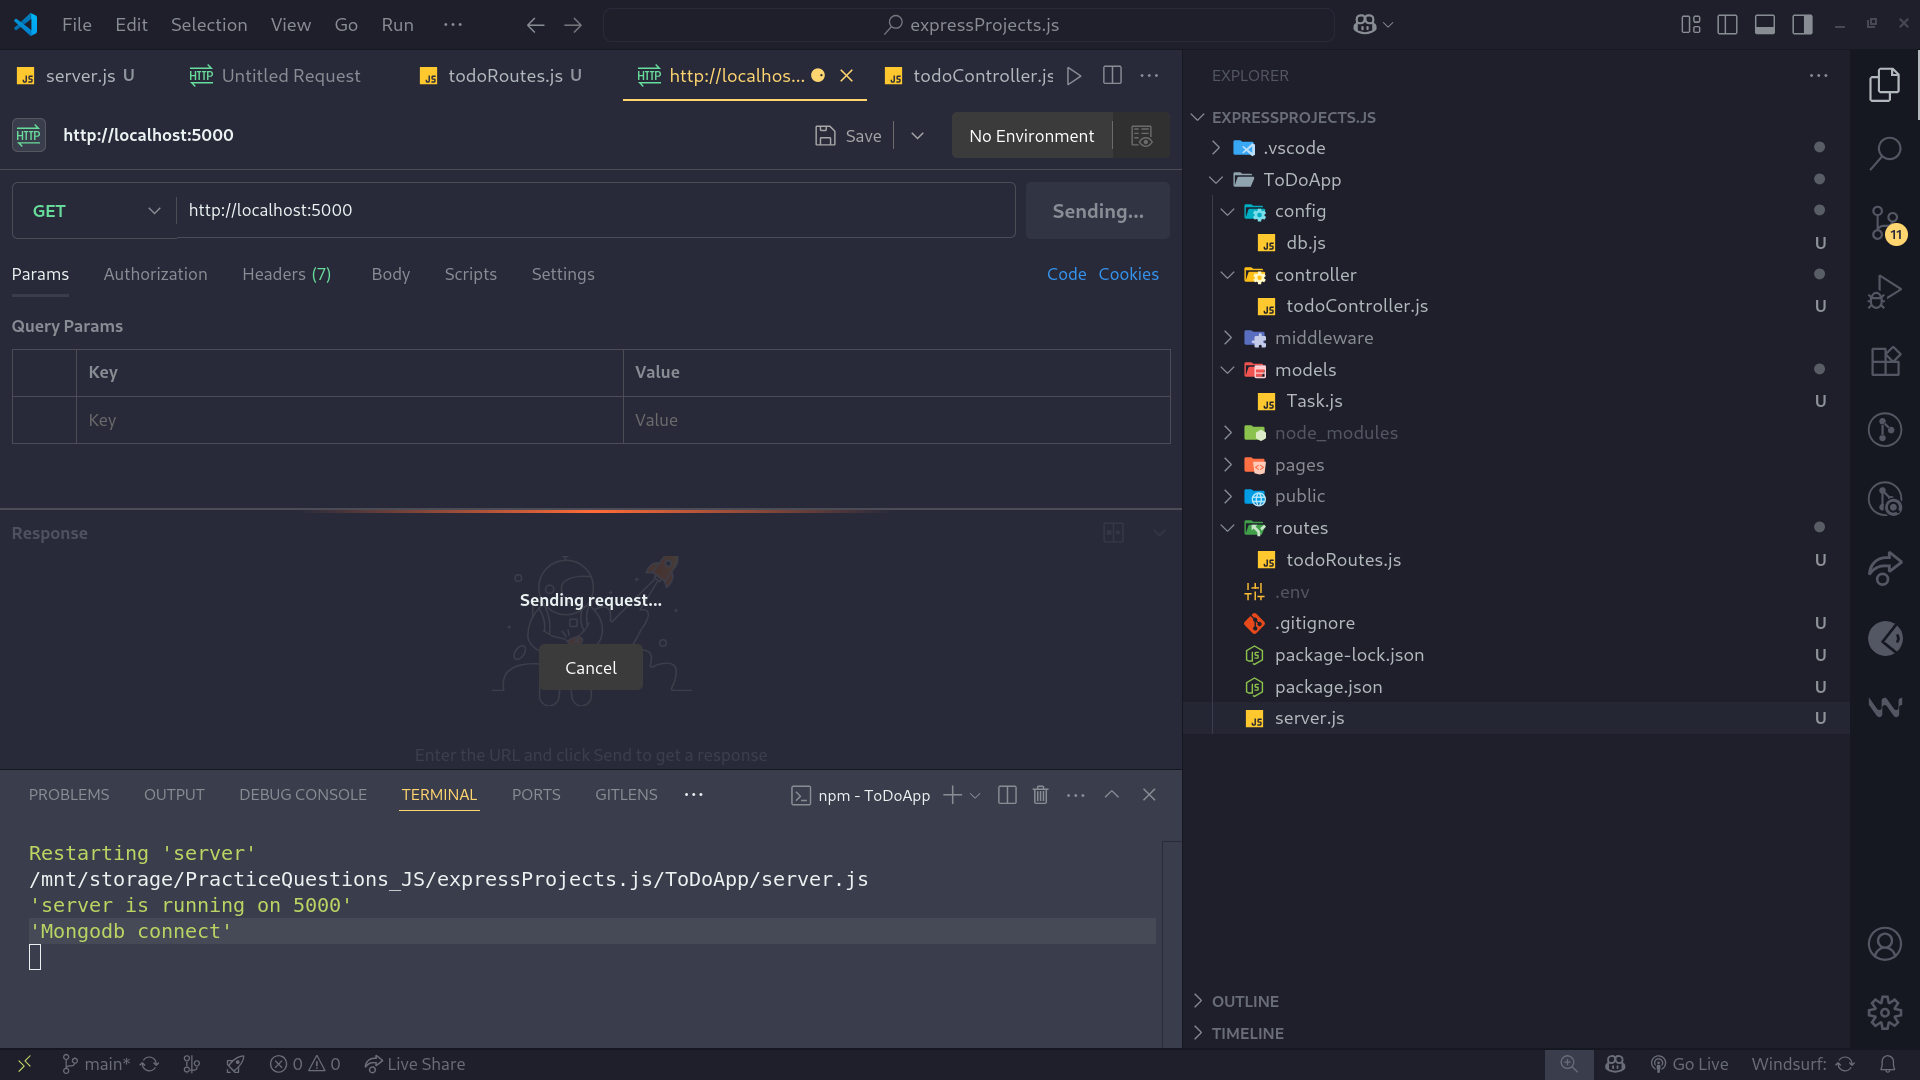 File Edit Selection View Go Run ··· expressProjects.js
server.js U Untitled Request todoRoutes.js U http://localhos... todoController.js
HTTP http://localhost:5000 Save No Environment
GET http://localhost:5000 Sending...
Params Authorization Headers (7) Body Scripts Settings Code Cookies
Query Params
Key Value
Key Value
Response
Sending request...
Cancel
Enter the URL and click Send to get a response
PROBLEMS OUTPUT DEBUG CONSOLE TERMINAL PORTS GITLENS ··· npm - ToDoApp
Restarting 'server'
/mnt/storage/PracticeQuestions_JS/expressProjects.js/ToDoApp/server.js
'server is running on 5000'
'Mongodb connect'
EXPLORER
EXPRESSPROJECTS.JS
.vscode
ToDoApp
config
db.js U
controller
todoController.js U
middleware
models
Task.js U
node_modules
pages
public
routes
todoRoutes.js U
.env
.gitignore U
package-lock.json U
package.json U
server.js U
OUTLINE
TIMELINE
11
main* 0 0 Live Share Go Live Windsurf: